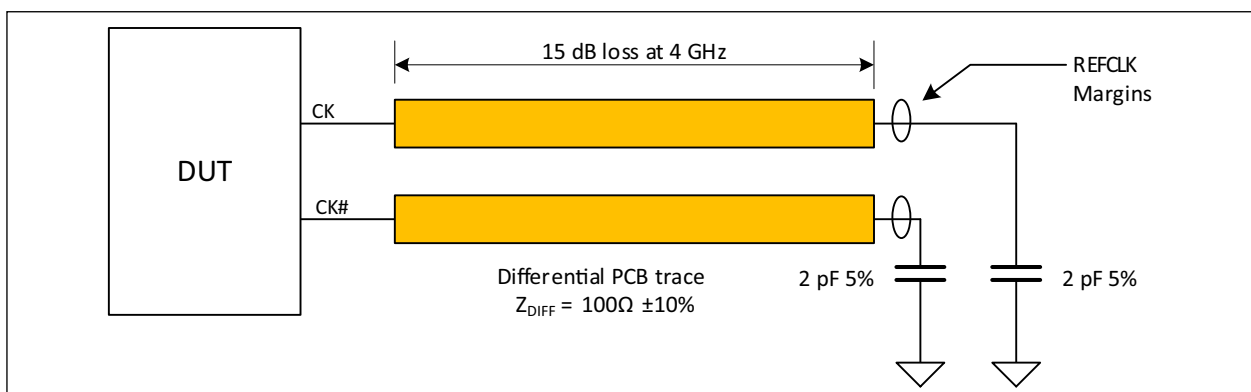 15 dB loss at 4 GHz
REFCLK
Margins
CK
DUT
CK#
Differential PCB trace
Z_DIFF = 100Ω ±10%
2 pF 5%
2 pF 5%